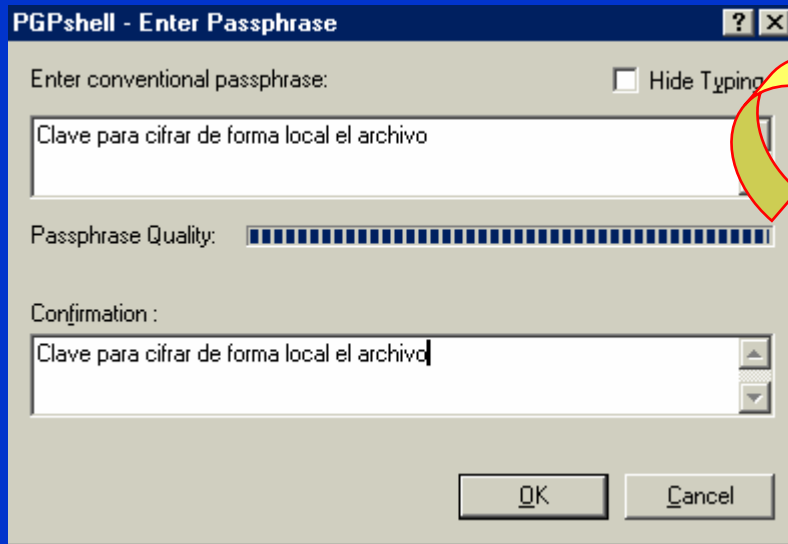 PGPshell - Enter Passphrase
Enter conventional passphrase:
Hide Typing
Clave para cifrar de forma local el archivo
Passphrase Quality:
Confirmation :
Clave para cifrar de forma local el archivo
OK
Cancel